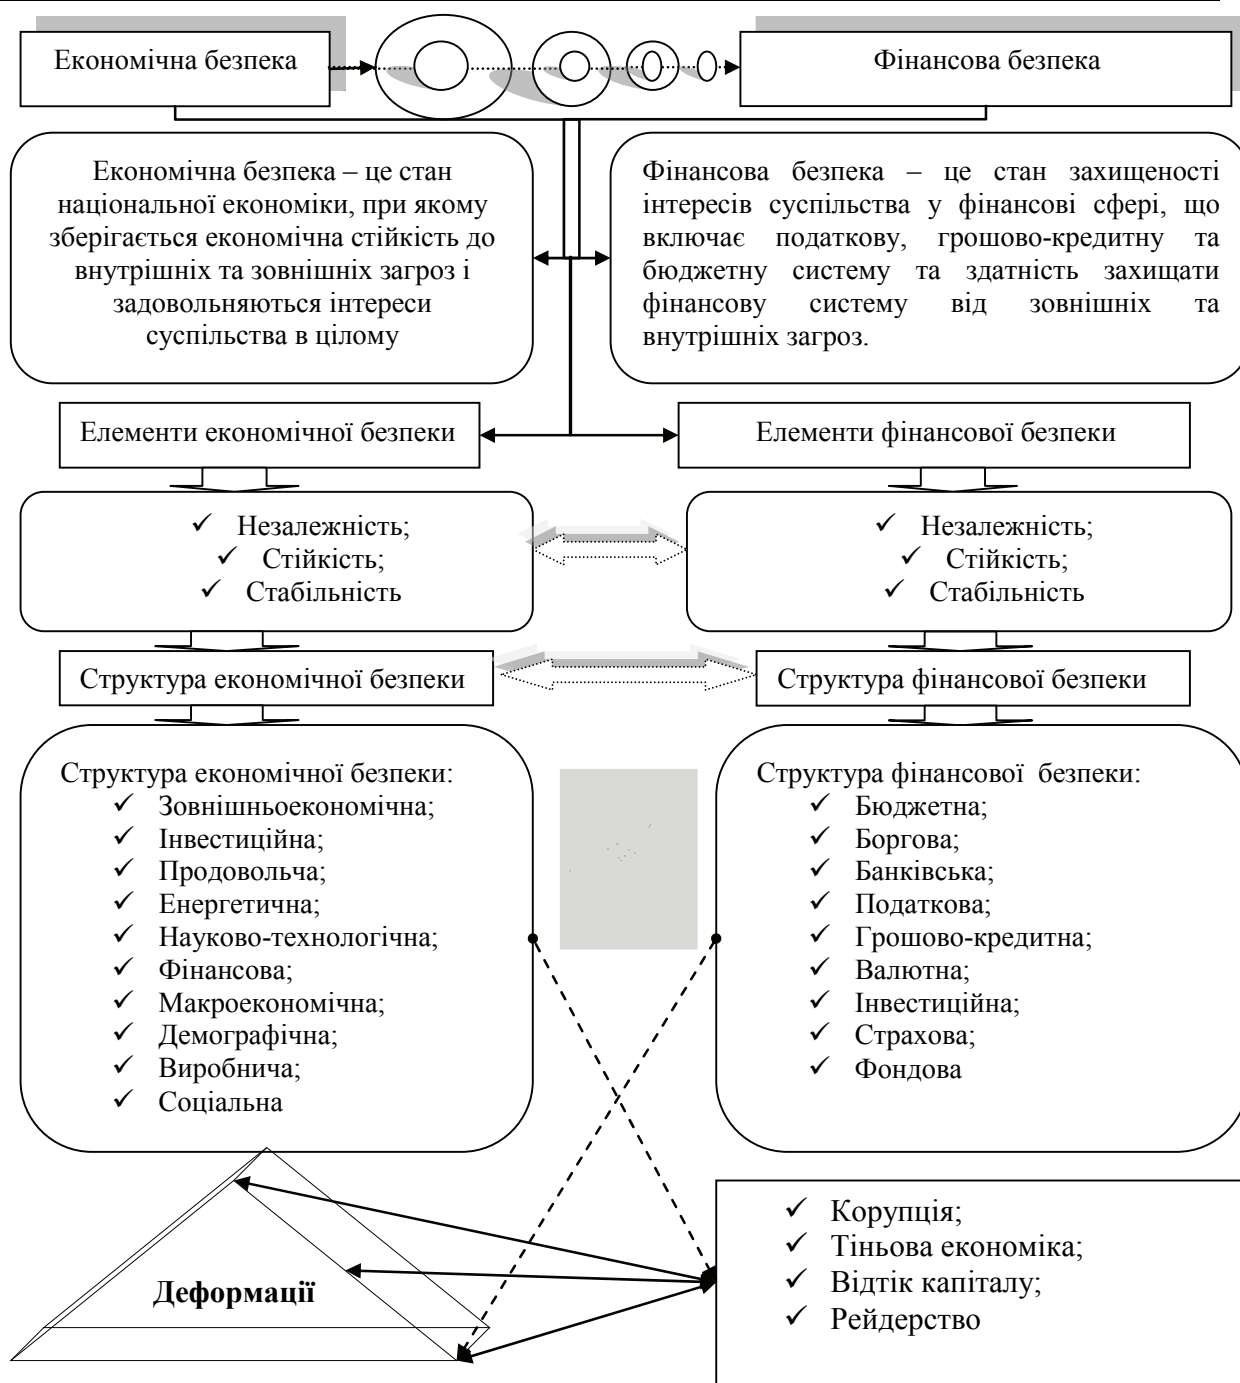 Економічна безпека
Фінансова безпека
Економічна безпека – це стан
національної економіки, при якому
зберігається економічна стійкість до
внутрішніх та зовнішніх загроз і
задовольняються інтереси
суспільства в цілому
Фінансова безпека – це стан захищеності
інтересів суспільства у фінансові сфері, що
включає податкову, грошово-кредитну та
бюджетну систему та здатність захищати
фінансову систему від зовнішніх та
внутрішніх загроз.
Елементи економічної безпеки
Елементи фінансової безпеки
✓ Незалежність;
✓ Стійкість;
✓ Стабільність
✓ Незалежність;
✓ Стійкість;
✓ Стабільність
Структура економічної безпеки
Структура фінансової безпеки
Структура економічної безпеки:
✓ Зовнішньоекономічна;
✓ Інвестиційна;
✓ Продовольча;
✓ Енергетична;
✓ Науково-технологічна;
✓ Фінансова;
✓ Макроекономічна;
✓ Демографічна;
✓ Виробнича;
✓ Соціальна
Структура фінансової безпеки:
✓ Бюджетна;
✓ Боргова;
✓ Банківська;
✓ Податкова;
✓ Грошово-кредитна;
✓ Валютна;
✓ Інвестиційна;
✓ Страхова;
✓ Фондова
Деформації
✓ Корупція;
✓ Тіньова економіка;
✓ Відтік капіталу;
✓ Рейдерство